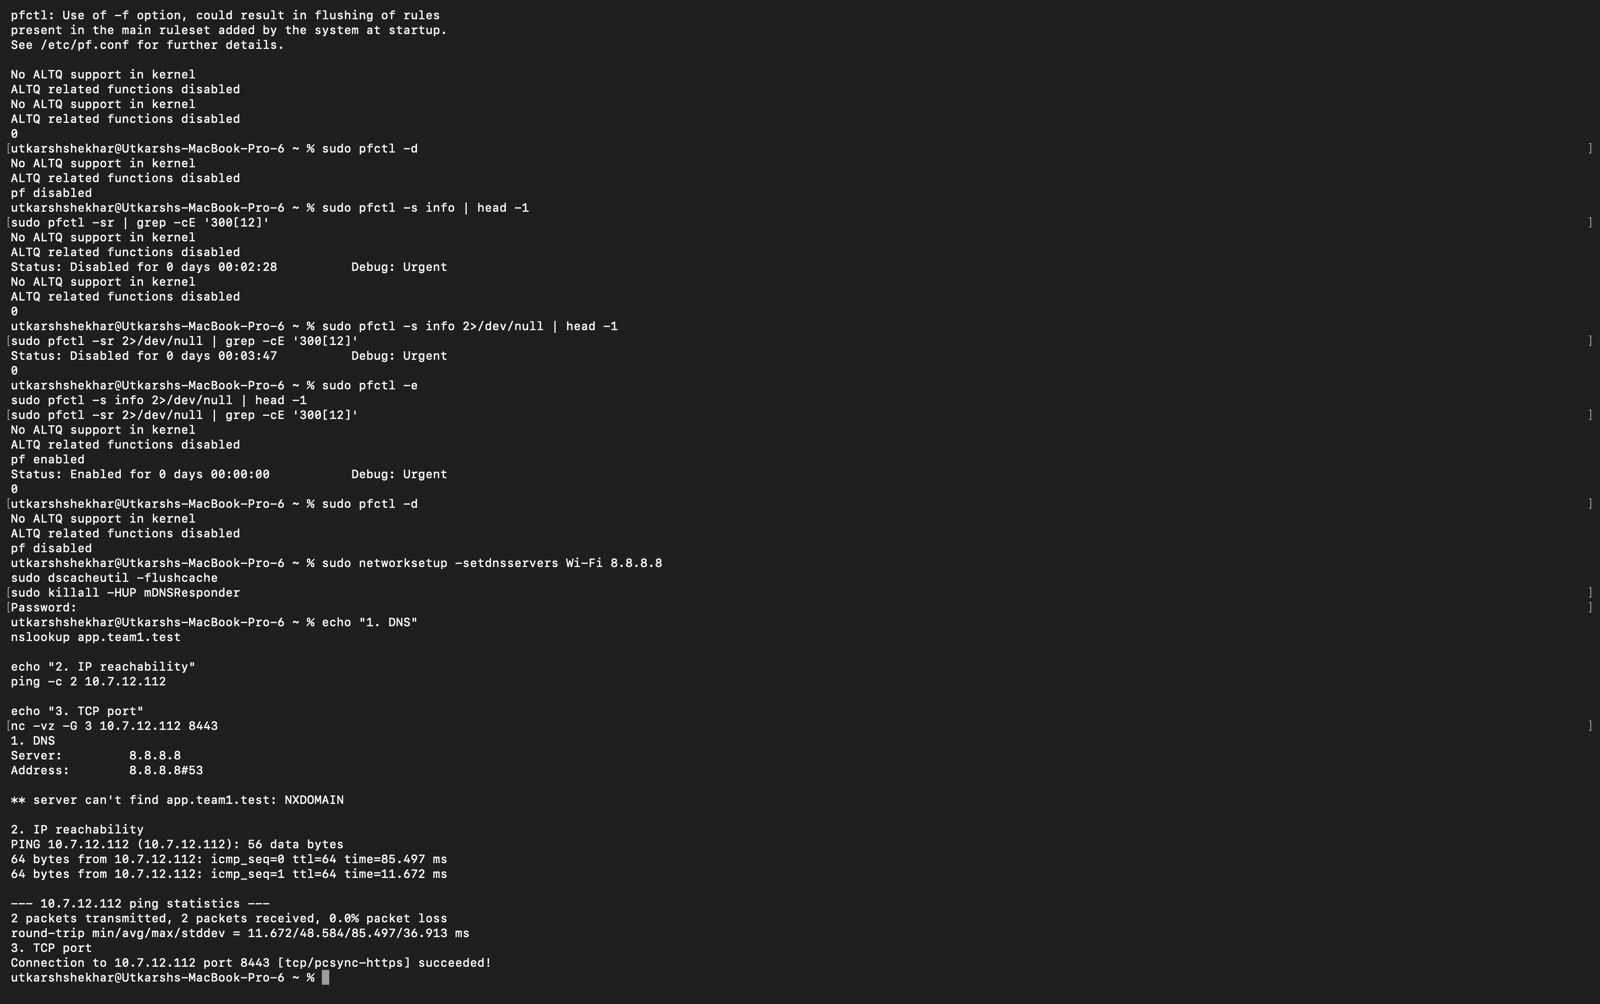 pfctl: Use of -f option, could result in flushing of rules
present in the main ruleset added by the system at startup.
See /etc/pf.conf for further details.

No ALTQ support in kernel
ALTQ related functions disabled
No ALTQ support in kernel
ALTQ related functions disabled
0
[utkarshshekhar@Utkarshs-MacBook-Pro-6 ~ % sudo pfctl -d ]
No ALTQ support in kernel
ALTQ related functions disabled
pf disabled
utkarshshekhar@Utkarshs-MacBook-Pro-6 ~ % sudo pfctl -s info | head -1
[sudo pfctl -sr | grep -cE '300[12]' ]
No ALTQ support in kernel
ALTQ related functions disabled
Status: Disabled for 0 days 00:02:28          Debug: Urgent
No ALTQ support in kernel
ALTQ related functions disabled
0
utkarshshekhar@Utkarshs-MacBook-Pro-6 ~ % sudo pfctl -s info 2>/dev/null | head -1
[sudo pfctl -sr 2>/dev/null | grep -cE '300[12]' ]
Status: Disabled for 0 days 00:03:47          Debug: Urgent
0
utkarshshekhar@Utkarshs-MacBook-Pro-6 ~ % sudo pfctl -e
sudo pfctl -s info 2>/dev/null | head -1
[sudo pfctl -sr 2>/dev/null | grep -cE '300[12]' ]
No ALTQ support in kernel
ALTQ related functions disabled
pf enabled
Status: Enabled for 0 days 00:00:00           Debug: Urgent
0
[utkarshshekhar@Utkarshs-MacBook-Pro-6 ~ % sudo pfctl -d ]
No ALTQ support in kernel
ALTQ related functions disabled
pf disabled
utkarshshekhar@Utkarshs-MacBook-Pro-6 ~ % sudo networksetup -setdnsservers Wi-Fi 8.8.8.8
sudo dscacheutil -flushcache
[sudo killall -HUP mDNSResponder ]
[Password: ]
utkarshshekhar@Utkarshs-MacBook-Pro-6 ~ % echo "1. DNS"
nslookup app.team1.test

echo "2. IP reachability"
ping -c 2 10.7.12.112

echo "3. TCP port"
[nc -vz -G 3 10.7.12.112 8443 ]
1. DNS
Server:         8.8.8.8
Address:        8.8.8.8#53

** server can't find app.team1.test: NXDOMAIN

2. IP reachability
PING 10.7.12.112 (10.7.12.112): 56 data bytes
64 bytes from 10.7.12.112: icmp_seq=0 ttl=64 time=85.497 ms
64 bytes from 10.7.12.112: icmp_seq=1 ttl=64 time=11.672 ms

--- 10.7.12.112 ping statistics ---
2 packets transmitted, 2 packets received, 0.0% packet loss
round-trip min/avg/max/stddev = 11.672/48.584/85.497/36.913 ms
3. TCP port
Connection to 10.7.12.112 port 8443 [tcp/pcsync-https] succeeded!
utkarshshekhar@Utkarshs-MacBook-Pro-6 ~ %